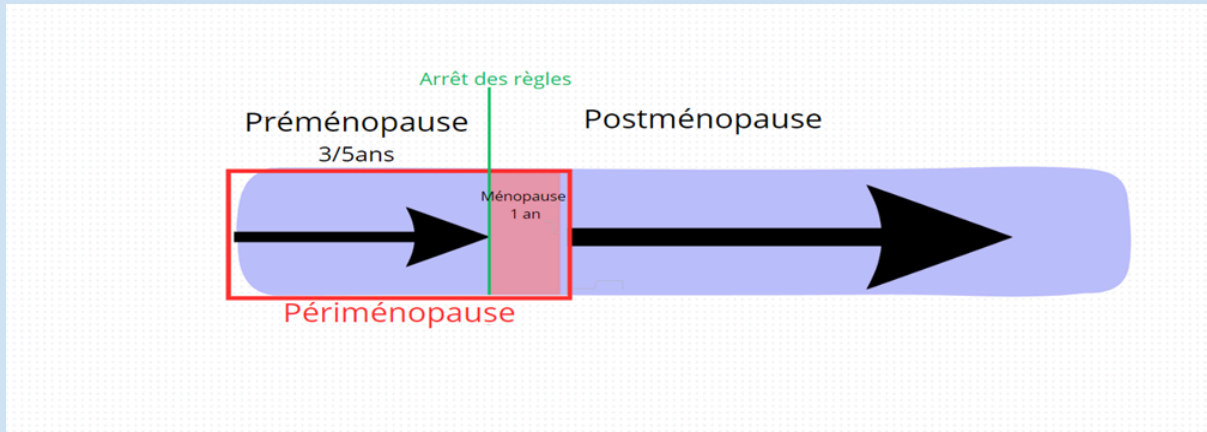 Arrêt des règles
Préménopause
3/5ans
Postménopause
Ménopause
1 an
Périménopause